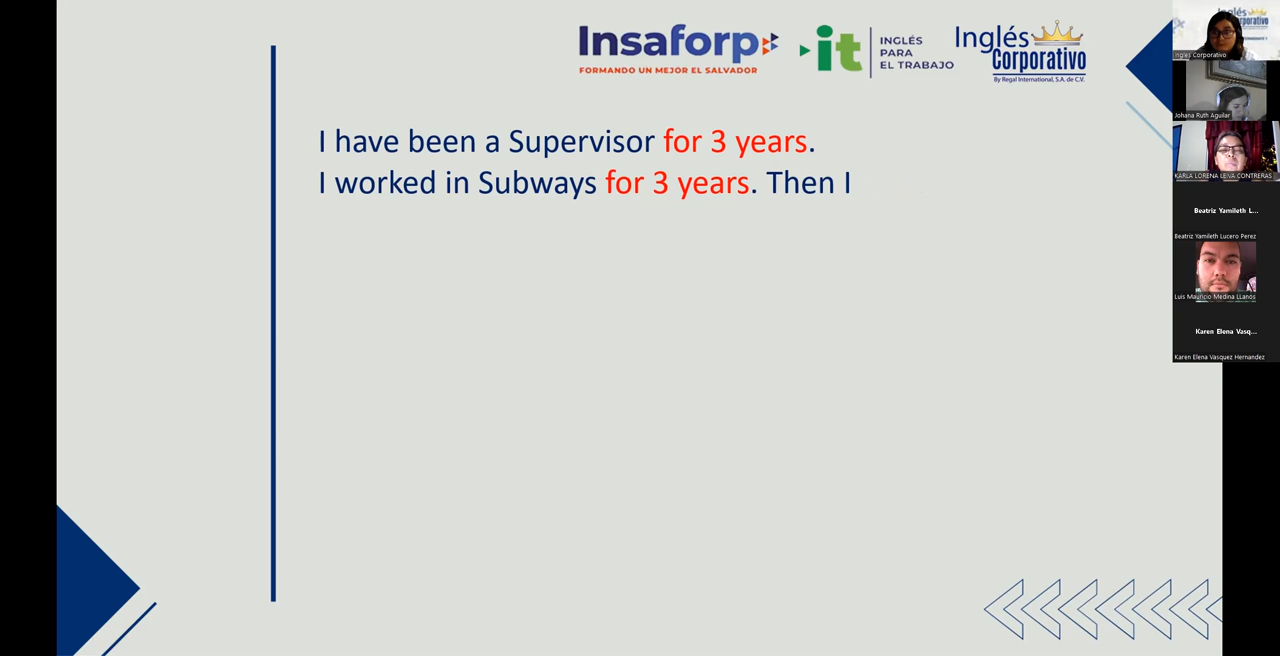 Insaforp
FORMANDO UN MEJOR EL SALVADOR
it
INGLÉS
PARA
EL TRABAJO
Inglés
Corporativo
By Regal International, S.A. de C.V.
I have been a Supervisor for 3 years.
I worked in Subways for 3 years. Then I
Inglés
Corporativo
Inglés Corporativo
Johana Ruth Aguilar
KARLA LORENA LEIVA CONTRERAS
Beatriz Yamileth L...
Beatriz Yamileth Lucero Perez
Luis Mauricio Medina LLanos
Karen Elena Vasq...
Karen Elena Vasquez Hernandez